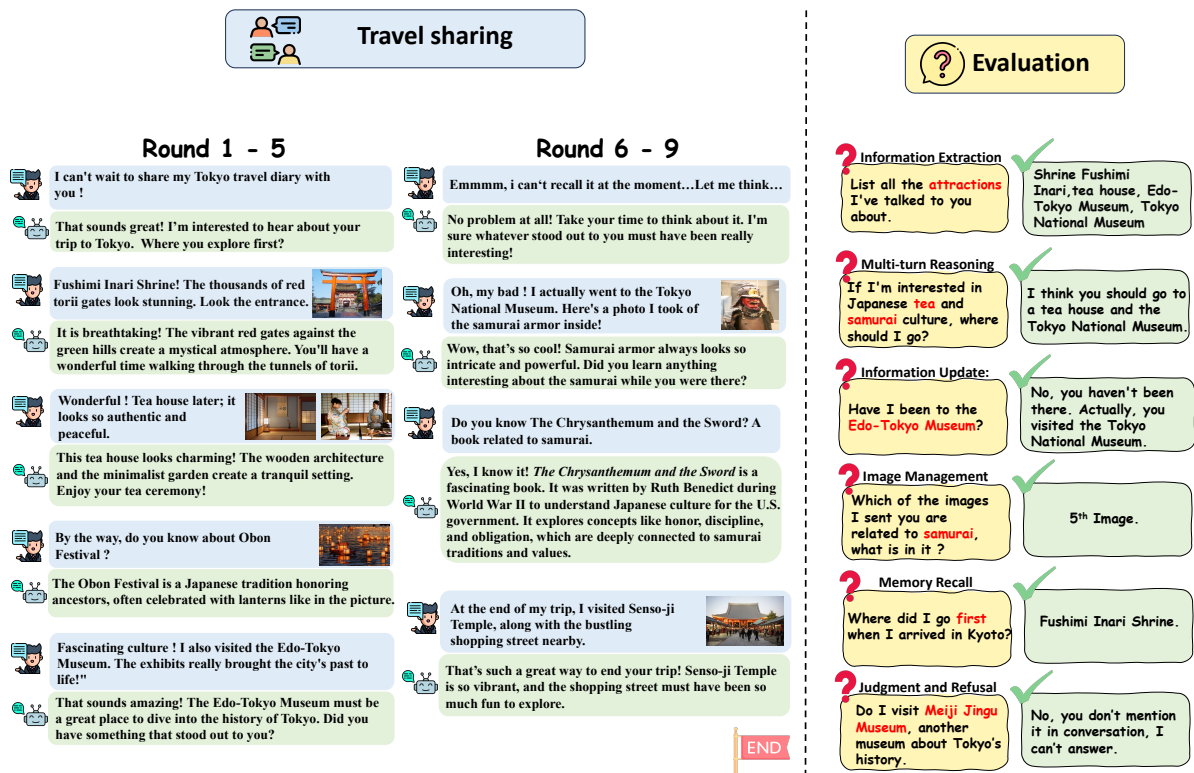 Travel sharing
Round 1 - 5
I can't wait to share my Tokyo travel diary with
you !
That sounds great! I'm interested to hear about your
trip to Tokyo.  Where you explore first?
Fushimi Inari Shrine! The thousands of red
torii gates look stunning. Look the entrance.
It is breathtaking! The vibrant red gates against the
green hills create a mystical atmosphere. You'll have a
wonderful time walking through the tunnels of torii.
Wonderful ! Tea house later; it
looks so authentic and
peaceful.
This tea house looks charming! The wooden architecture
and the minimalist garden create a tranquil setting.
Enjoy your tea ceremony!
By the way, do you know about Obon
Festival ?
The Obon Festival is a Japanese tradition honoring
ancestors, often celebrated with lanterns like in the picture.
Fascinating culture ! I also visited the Edo-Tokyo
Museum. The exhibits really brought the city's past to
life!"
That sounds amazing! The Edo-Tokyo Museum must be
a great place to dive into the history of Tokyo. Did you
have something that stood out to you?
Round 6 - 9
Emmmm, i can't recall it at the moment…Let me think…
No problem at all! Take your time to think about it. I'm
sure whatever stood out to you must have been really
interesting!
Oh, my bad ! I actually went to the Tokyo
National Museum. Here's a photo I took of
the samurai armor inside!
Wow, that's so cool! Samurai armor always looks so
intricate and powerful. Did you learn anything
interesting about the samurai while you were there?
Do you know The Chrysanthemum and the Sword? A
book related to samurai.
Yes, I know it! The Chrysanthemum and the Sword is a
fascinating book. It was written by Ruth Benedict during
World War II to understand Japanese culture for the U.S.
government. It explores concepts like honor, discipline,
and obligation, which are deeply connected to samurai
traditions and values.
At the end of my trip, I visited Senso-ji
Temple, along with the bustling
shopping street nearby.
That's such a great way to end your trip! Senso-ji Temple
is so vibrant, and the shopping street must have been so
much fun to explore.
END
Evaluation
Information Extraction
List all the attractions
I've talked to you
about.
Shrine Fushimi
Inari,tea house, Edo-
Tokyo Museum, Tokyo
National Museum
Multi-turn Reasoning
If I'm interested in
Japanese tea and
samurai culture, where
should I go?
I think you should go to
a tea house and the
Tokyo National Museum.
Information Update:
Have I been to the
Edo-Tokyo Museum?
No, you haven't been
there. Actually, you
visited the Tokyo
National Museum.
Image Management
Which of the images
I sent you are
related to samurai,
what is in it ?
5th Image.
Memory Recall
Where did I go first
when I arrived in Kyoto?
Fushimi Inari Shrine.
Judgment and Refusal
Do I visit Meiji Jingu
Museum, another
museum about Tokyo's
history.
No, you don't mention
it in conversation, I
can't answer.